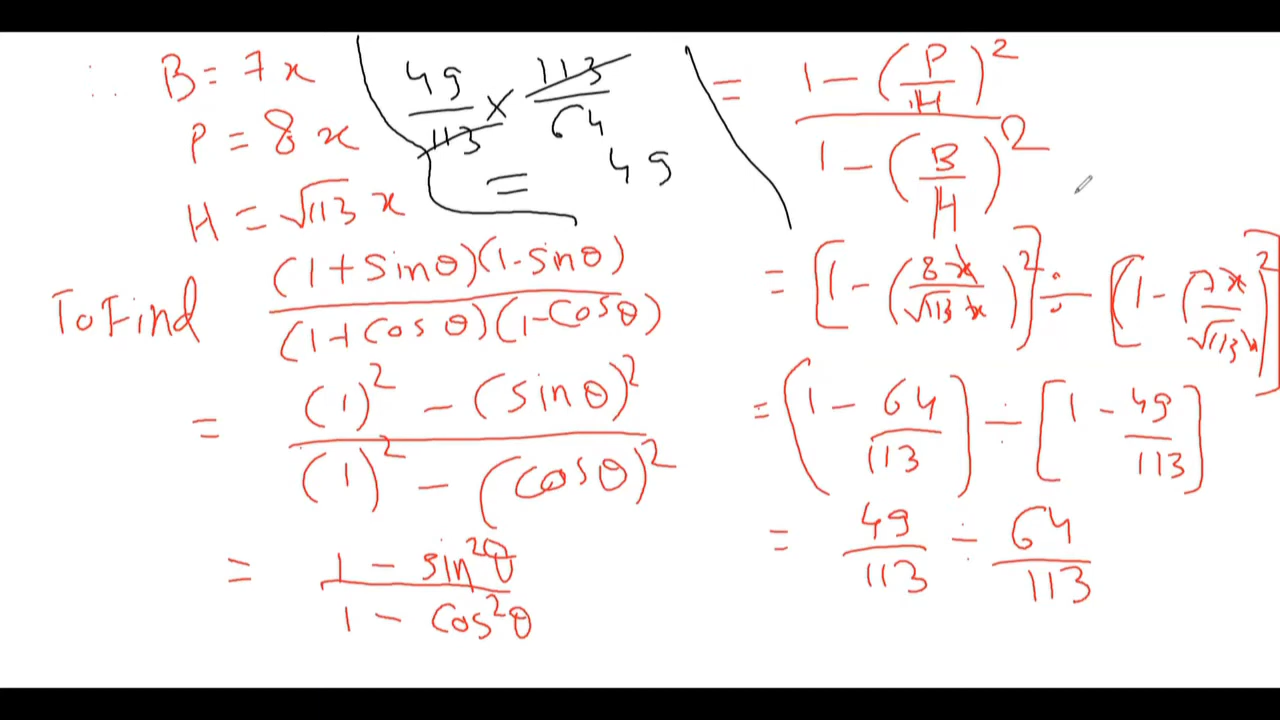 ∴ B = 7x
P = 8x
H = √113 x
49/113 × 113/64
= 49
To Find (1 + sinθ)(1 - sinθ) / (1 + cosθ)(1 - cosθ)
= (1)² - (sinθ)² / (1)² - (cosθ)²
= 1 - sin²θ / 1 - cos²θ
= 1 - (P/H)² / 1 - (B/H)²
= [1 - (8x/√113 x)²] ÷ [(1 - (7x/√113 x)²]
= (1 - 64/113] ÷ [1 - 49/113]
= 49/113 ÷ 64/113